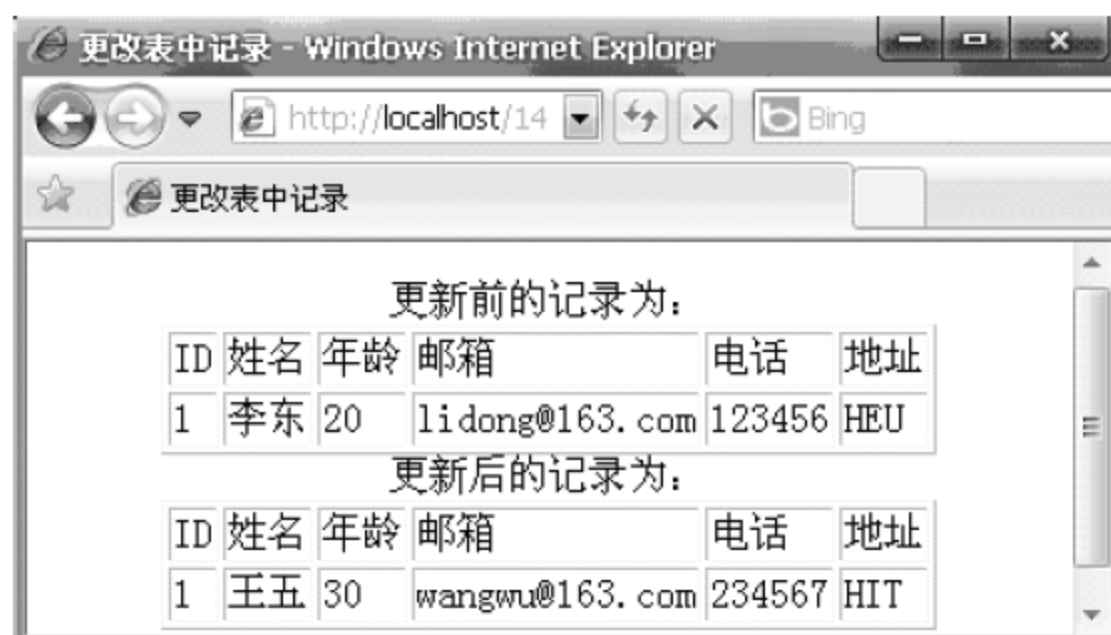 更改表中记录 - Windows Internet Explorer
http://localhost/14 Bing
更改表中记录
更新前的记录为:
ID 姓名 年龄 邮箱 电话 地址
1 李东 20 lidong@163.com 123456 HEU
更新后的记录为:
ID 姓名 年龄 邮箱 电话 地址
1 王五 30 wangwu@163.com 234567 HIT